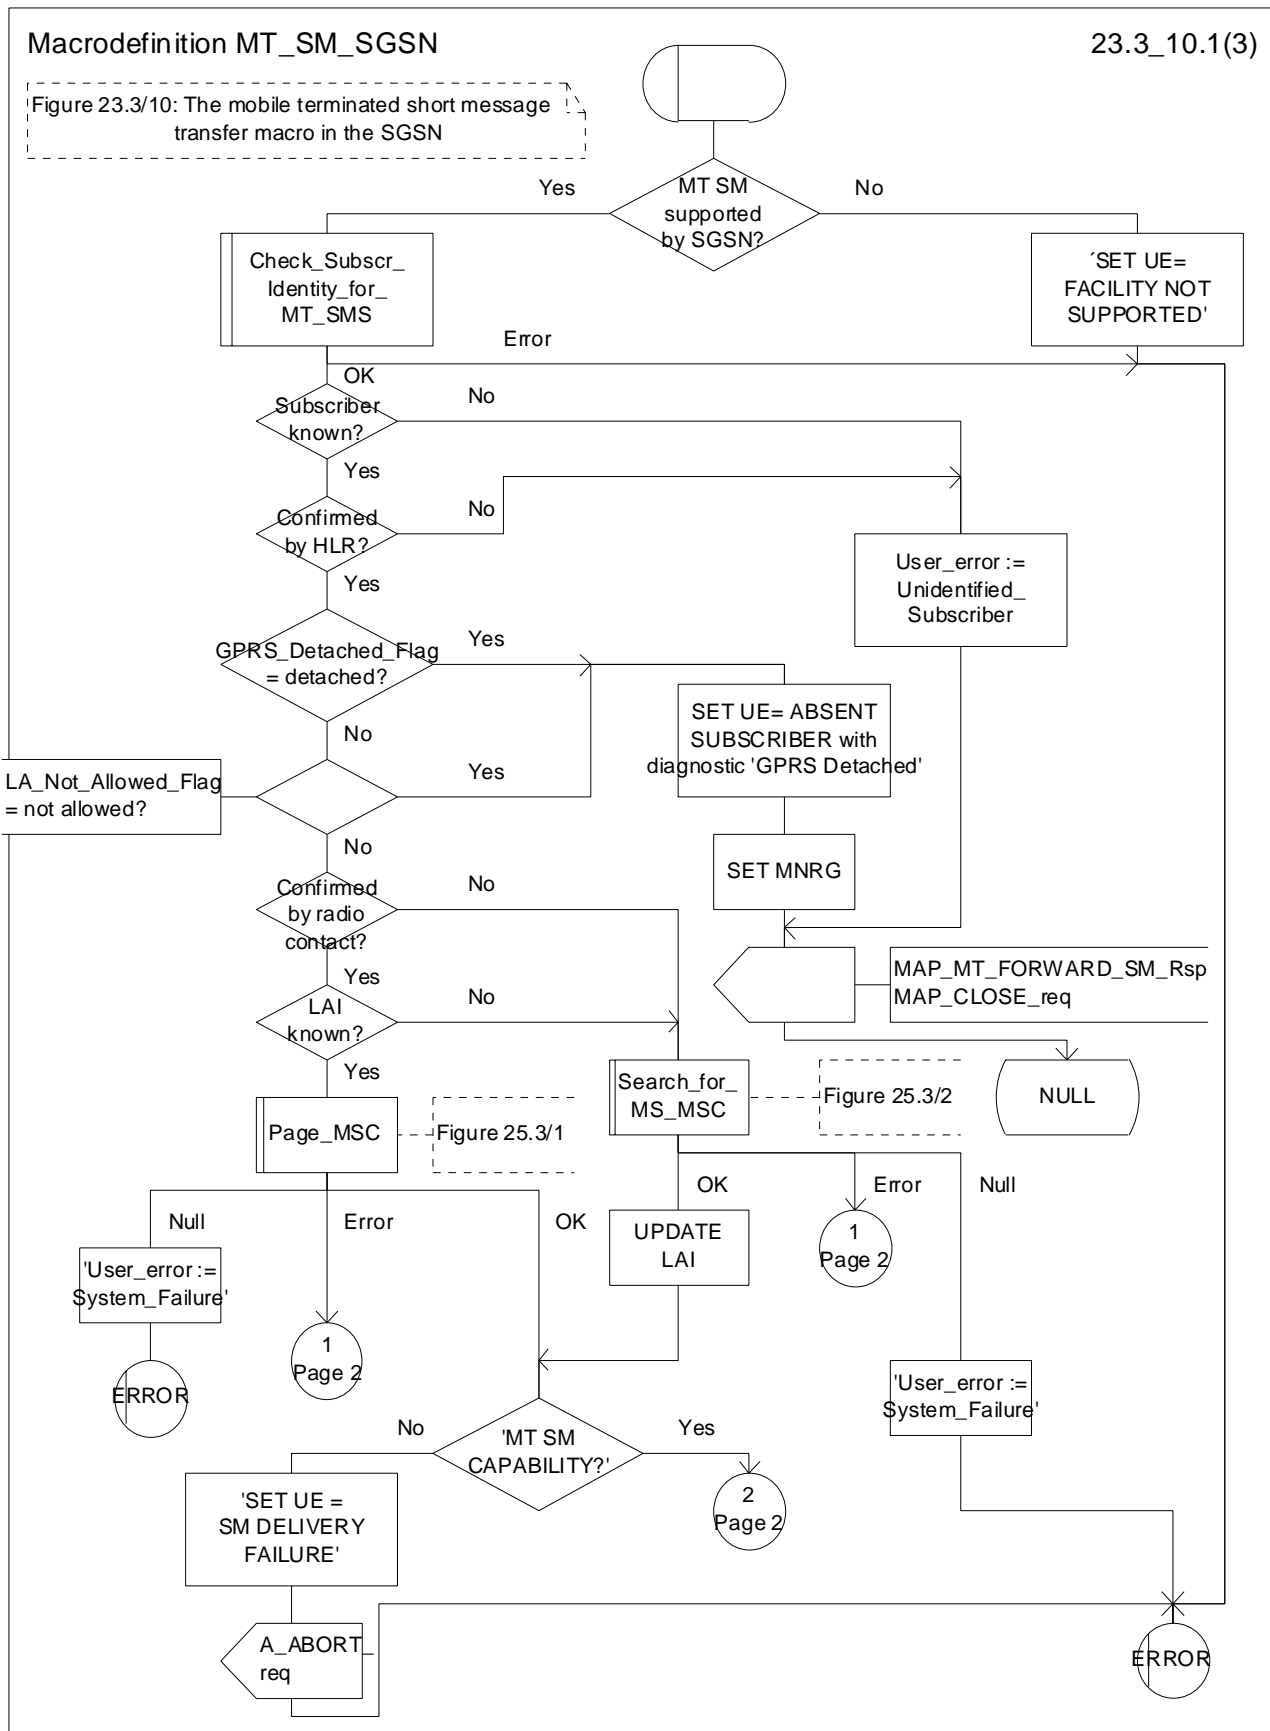 Macrodefinition MT_SM_SGSN
23.3_10.1(3)
Figure 23.3/10: The mobile terminated short message
transfer macro in the SGSN
MT SM
supported
by SGSN?
Yes
No
Check_Subscr_
Identity_for_
MT_SMS
´SET UE=
FACILITY NOT
SUPPORTED'
Error
OK
Subscriber
known?
No
Yes
Confirmed
by HLR?
No
User_error :=
Unidentified_
Subscriber
Yes
GPRS_Detached_Flag
= detached?
Yes
SET UE= ABSENT
SUBSCRIBER with
diagnostic 'GPRS Detached'
No
LA_Not_Allowed_Flag
= not allowed?
Yes
No
SET MNRG
Confirmed
by radio
contact?
No
MAP_MT_FORWARD_SM_Rsp
MAP_CLOSE_req
Yes
LAI
known?
No
Yes
Search_for_
MS_MSC
Figure 25.3/2
NULL
Page_MSC
Figure 25.3/1
OK
Error
Null
Null
Error
OK
UPDATE
LAI
1
Page 2
'User_error :=
System_Failure'
1
Page 2
ERROR
'User_error :=
System_Failure'
No
'MT SM
CAPABILITY?'
Yes
2
Page 2
'SET UE =
SM DELIVERY
FAILURE'
A_ABORT_
req
ERROR